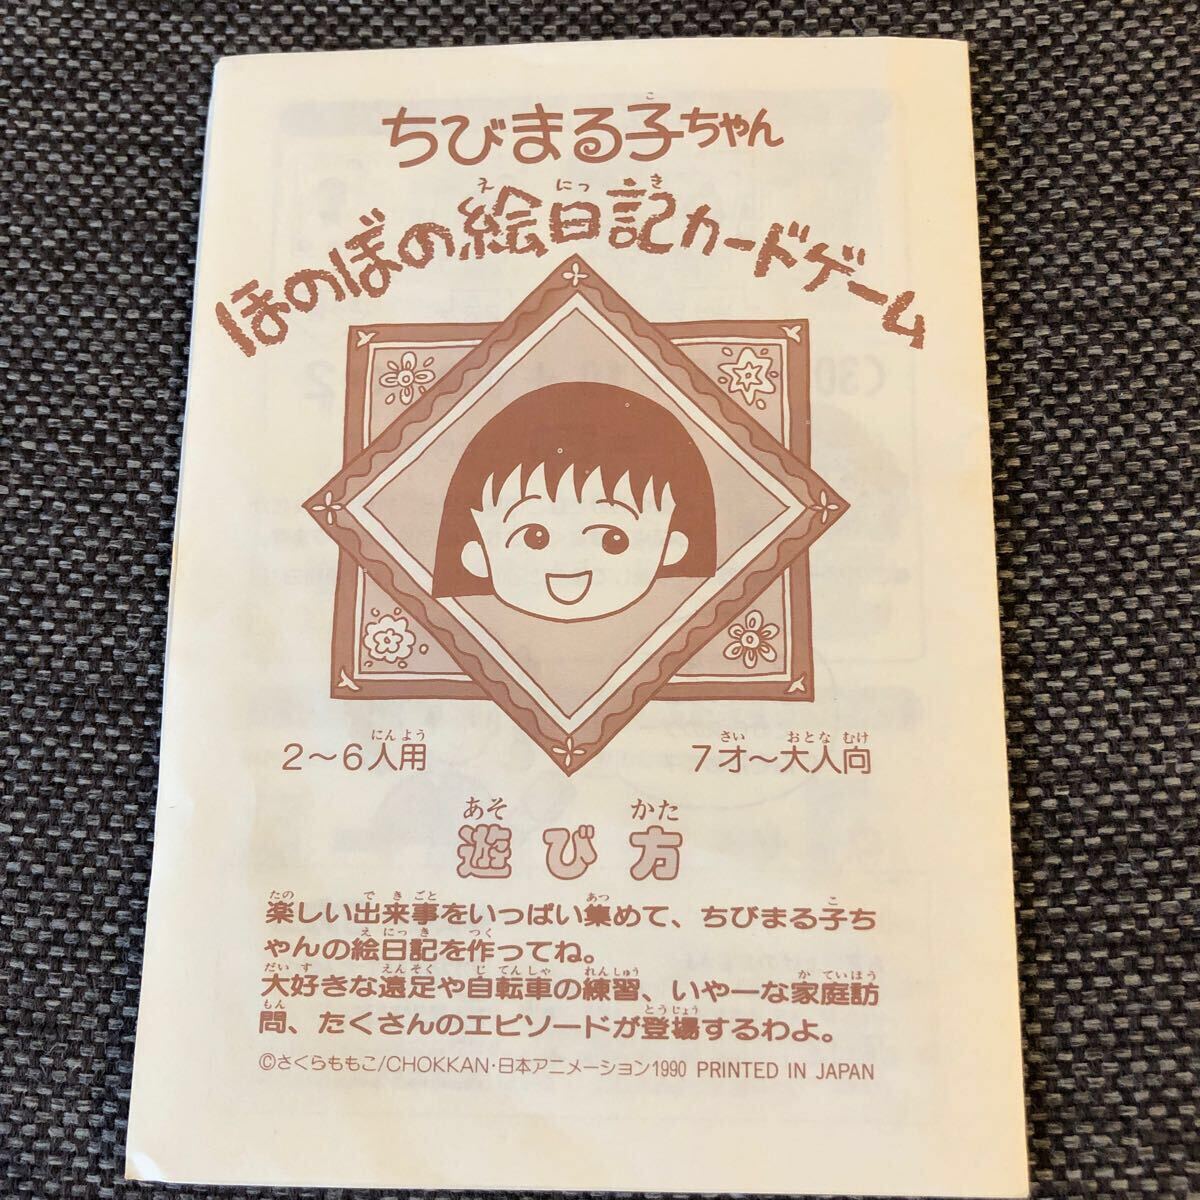 ちびまる子ちゃん
ほのぼの絵日記カードゲーム
2〜6人用
7才〜大人向
遊び方
楽しい出来事をいっぱい集めて、ちびまる子ち
ゃんの絵日記を作ってね。
大好きな遠足や自転車の練習、いやーな家庭訪
問、たくさんのエピソードが登場するわよ。
©さくらももこ/CHOKKAN・日本アニメーション1990 PRINTED IN JAPAN